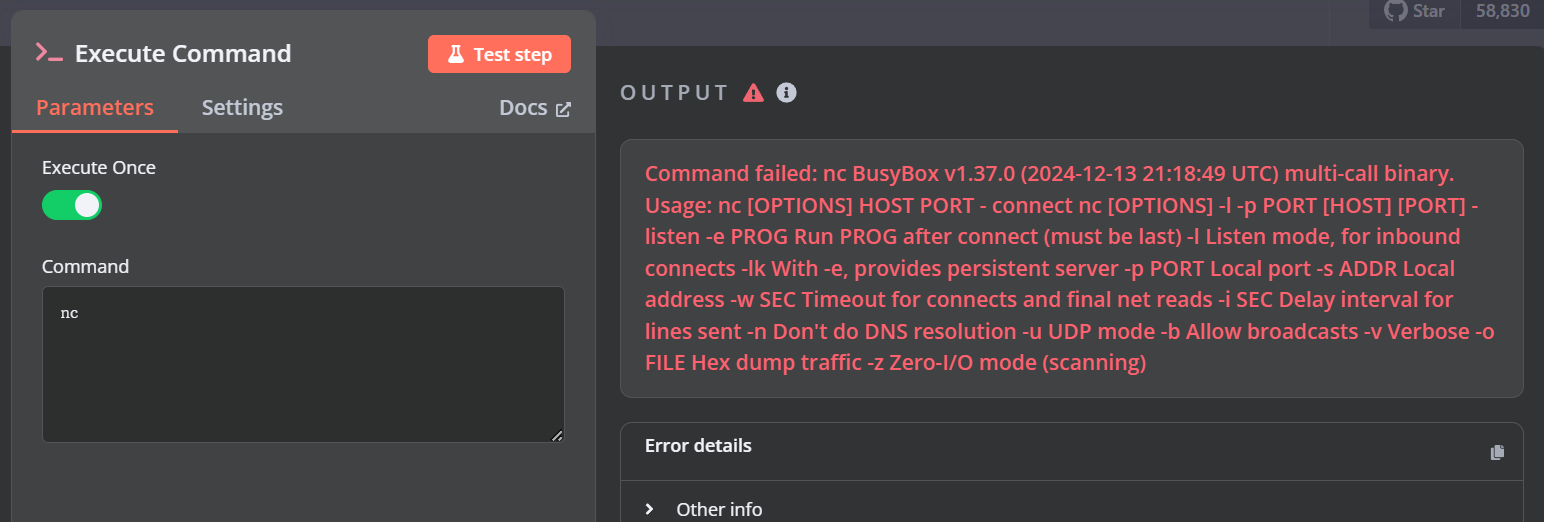 Star 58,830
>_ Execute Command
Test step
Parameters Settings Docs
Execute Once
Command
nc
OUTPUT
Command failed: nc BusyBox v1.37.0 (2024-12-13 21:18:49 UTC) multi-call binary.
Usage: nc [OPTIONS] HOST PORT - connect nc [OPTIONS] -l -p PORT [HOST] [PORT] -
listen -e PROG Run PROG after connect (must be last) -l Listen mode, for inbound
connects -lk With -e, provides persistent server -p PORT Local port -s ADDR Local
address -w SEC Timeout for connects and final net reads -i SEC Delay interval for
lines sent -n Don't do DNS resolution -u UDP mode -b Allow broadcasts -v Verbose -o
FILE Hex dump traffic -z Zero-I/O mode (scanning)
Error details
Other info